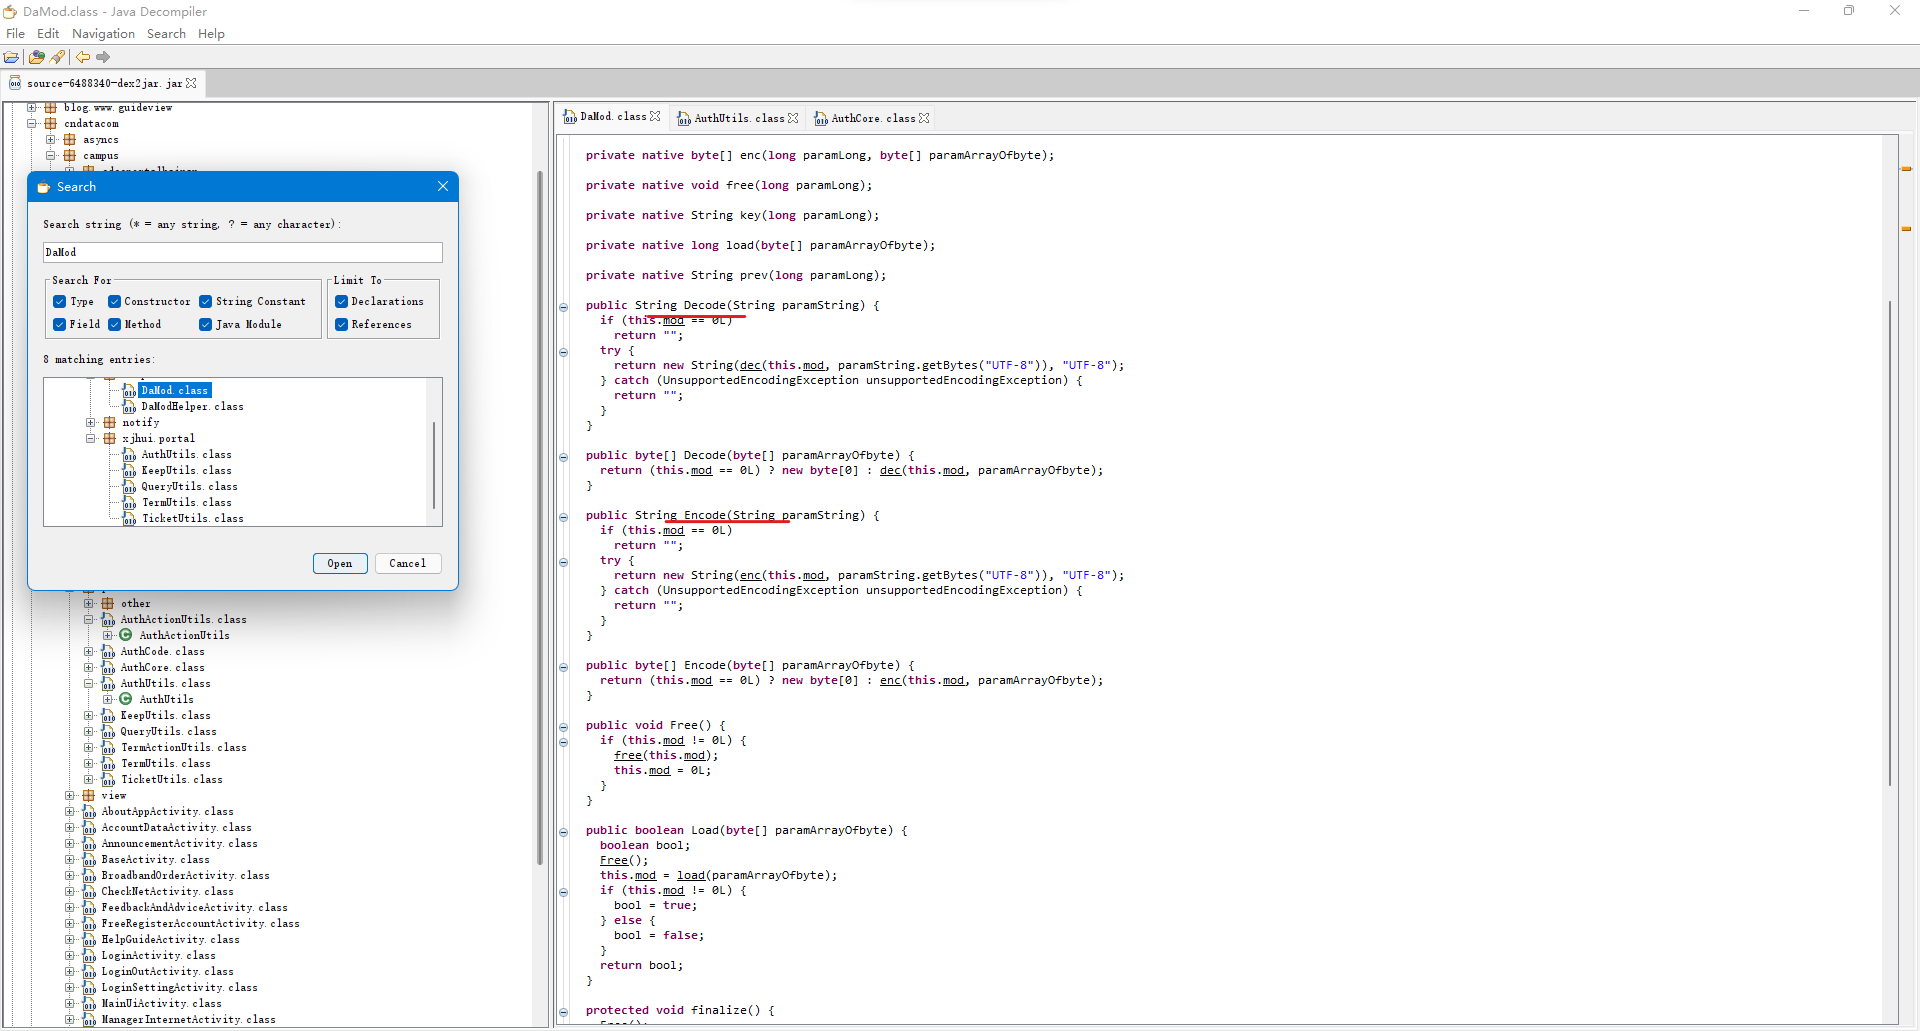 DaMod.class - Java Decompiler
File Edit Navigation Search Help
source-6488340-dex2jar.jar
blog.www.guideview
cndatacom
asyncs
campus
Search
Search string (* = any string, ? = any character):
DaMod
Search For
Type Constructor String Constant
Field Method Java Module
Limit To
Declarations
References
8 matching entries:
DaMod.class
DaModHelper.class
notify
xjhui.portal
AuthUtils.class
KeepUtils.class
QueryUtils.class
TermUtils.class
TicketUtils.class
Open Cancel
other
AuthActionUtils.class
AuthActionUtils
AuthCode.class
AuthCore.class
AuthUtils.class
AuthUtils
KeepUtils.class
QueryUtils.class
TermActionUtils.class
TermUtils.class
TicketUtils.class
view
AboutAppActivity.class
AccountDataActivity.class
AnnouncementActivity.class
BaseActivity.class
BroadbandOrderActivity.class
CheckNetActivity.class
FeedbackAndAdviceActivity.class
FreeRegisterAccountActivity.class
HelpGuideActivity.class
LoginActivity.class
LoginOutActivity.class
LoginSettingActivity.class
MainUiActivity.class
ManagerInternetActivity.class
DaMod.class AuthUtils.class AuthCore.class
private native byte[] enc(long paramLong, byte[] paramArrayOfbyte);
private native void free(long paramLong);
private native String key(long paramLong);
private native long load(byte[] paramArrayOfbyte);
private native String prev(long paramLong);
public String Decode(String paramString) {
if (this.mod == 0L)
return "";
try {
return new String(dec(this.mod, paramString.getBytes("UTF-8")), "UTF-8");
} catch (UnsupportedEncodingException unsupportedEncodingException) {
return "";
}
}
public byte[] Decode(byte[] paramArrayOfbyte) {
return (this.mod == 0L) ? new byte[0] : dec(this.mod, paramArrayOfbyte);
}
public String Encode(String paramString) {
if (this.mod == 0L)
return "";
try {
return new String(enc(this.mod, paramString.getBytes("UTF-8")), "UTF-8");
} catch (UnsupportedEncodingException unsupportedEncodingException) {
return "";
}
}
public byte[] Encode(byte[] paramArrayOfbyte) {
return (this.mod == 0L) ? new byte[0] : enc(this.mod, paramArrayOfbyte);
}
public void Free() {
if (this.mod != 0L) {
free(this.mod);
this.mod = 0L;
}
}
public boolean Load(byte[] paramArrayOfbyte) {
boolean bool;
Free();
this.mod = load(paramArrayOfbyte);
if (this.mod != 0L) {
bool = true;
} else {
bool = false;
}
return bool;
}
protected void finalize() {